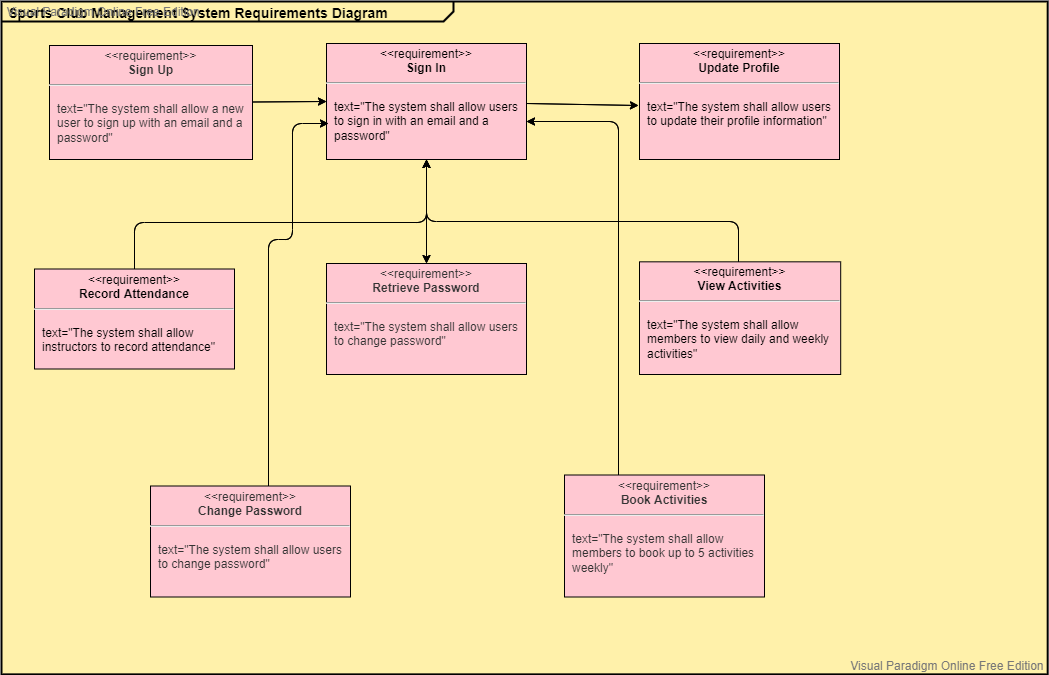 Sports Club Management System Requirements Diagram
Visual Paradigm Online Free Edition
<<requirement>>
Sign Up
text="The system shall allow a new
user to sign up with an email and a
password"
<<requirement>>
Sign In
text="The system shall allow users
to sign in with an email and a
password"
<<requirement>>
Update Profile
text="The system shall allow users
to update their profile information"
<<requirement>>
Record Attendance
text="The system shall allow
instructors to record attendance"
<<requirement>>
Retrieve Password
text="The system shall allow users
to change password"
<<requirement>>
View Activities
text="The system shall allow
members to view daily and weekly
activities"
<<requirement>>
Change Password
text="The system shall allow users
to change password"
<<requirement>>
Book Activities
text="The system shall allow
members to book up to 5 activities
weekly"
Visual Paradigm Online Free Edition